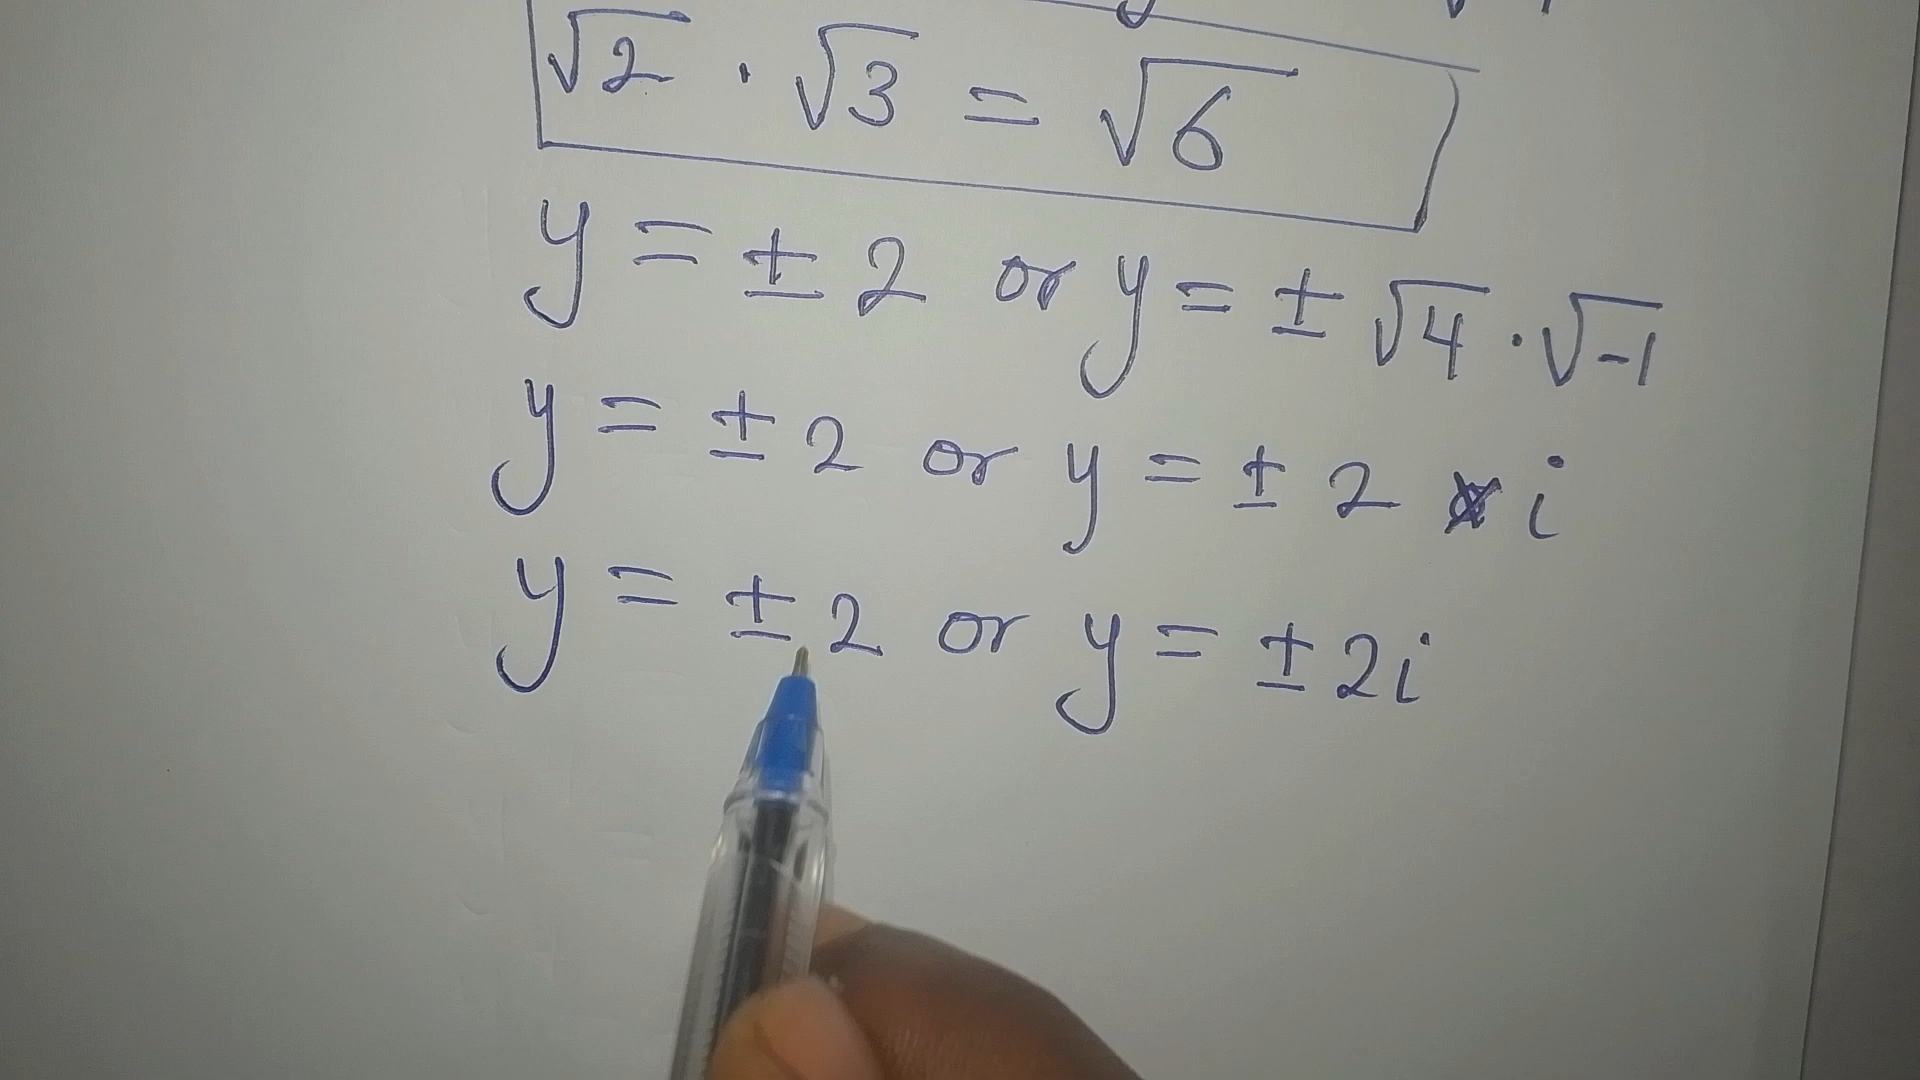 √2 · √3 = √6
y = ± 2 or y = ± √4 · √-1
y = ± 2 or y = ± 2 i
y = ± 2 or y = ± 2i